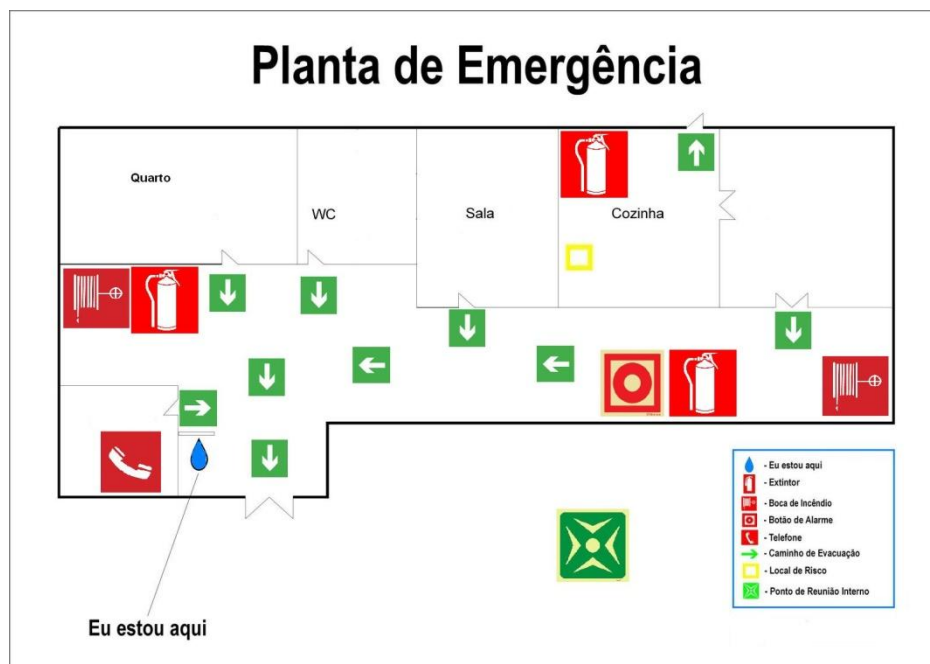 Planta de Emergência
Quarto
WC
Sala
Cozinha
- Eu estou aqui
- Extintor
- Boca de Incêndio
- Botão de Alarme
- Telefone
- Caminho de Evacuação
- Local de Risco
- Ponto de Reunião Interno
Eu estou aqui